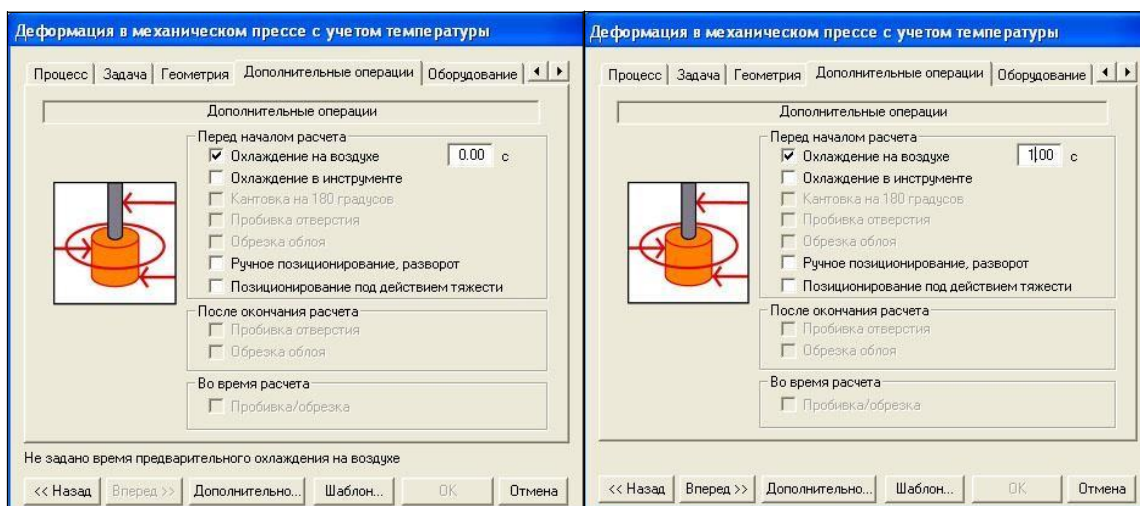 Деформация в механическом прессе с учетом температуры
Процесс Задача Геометрия Дополнительные операции Оборудование
Дополнительные операции
Перед началом расчета
Охлаждение на воздухе 0.00 с
Охлаждение в инструменте
Кантовка на 180 градусов
Пробивка отверстия
Обрезка облоя
Ручное позиционирование, разворот
Позиционирование под действием тяжести
После окончания расчета
Пробивка отверстия
Обрезка облоя
Во время расчета
Пробивка/обрезка
Не задано время предварительного охлаждения на воздухе
<< Назад Вперед >> Дополнительно... Шаблон... OK Отмена
Деформация в механическом прессе с учетом температуры
Процесс Задача Геометрия Дополнительные операции Оборудование
Дополнительные операции
Перед началом расчета
Охлаждение на воздухе 1.00 с
Охлаждение в инструменте
Кантовка на 180 градусов
Пробивка отверстия
Обрезка облоя
Ручное позиционирование, разворот
Позиционирование под действием тяжести
После окончания расчета
Пробивка отверстия
Обрезка облоя
Во время расчета
Пробивка/обрезка
<< Назад Вперед >> Дополнительно... Шаблон... OK Отмена